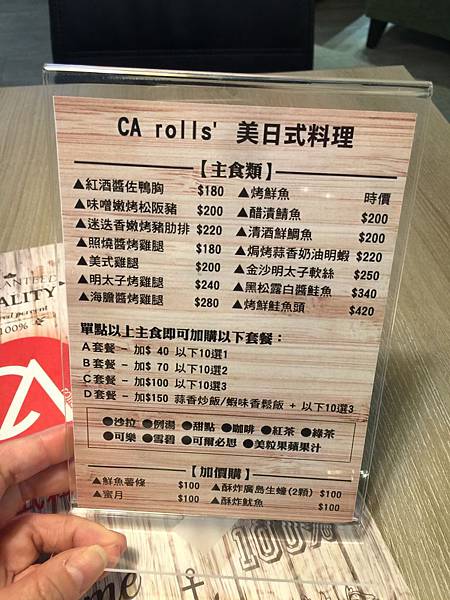 CA rolls' 美日式料理
【主食類】
▲紅酒醬佐鴨胸 $180
▲味噌嫩烤松阪豬 $200
▲迷迭香嫩烤豬肋排 $220
▲照燒醬烤雞腿 $180
▲美式雞腿 $200
▲明太子烤雞腿 $240
▲海膽醬烤雞腿 $280
▲烤鮮魚 時價
▲醋漬鯖魚 $200
▲清酒鮮鯛魚 $200
▲焗烤蒜香奶油明蝦 $220
▲金沙明太子軟絲 $250
▲黑松露白醬鮭魚 $340
▲烤鮮鮭魚頭 $420
單點以上主食即可加購以下套餐：
A套餐 - 加$ 40 以下10選1
B套餐 - 加$ 70 以下10選2
C套餐 - 加$100 以下10選3
D套餐 - 加$150 蒜香炒飯/蝦味香鬆飯 + 以下10選3
●沙拉 ●例湯 ●甜點 ●咖啡 ●紅茶 ●綠茶
●可樂 ●雪碧 ●可爾必思 ●美粒果蘋果汁
【加價購】
▲鮮魚薯條 $100
▲蜜月 $100
▲酥炸廣島生蠔(2顆) $100
▲酥炸魷魚 $100
ALITY
100%
100%